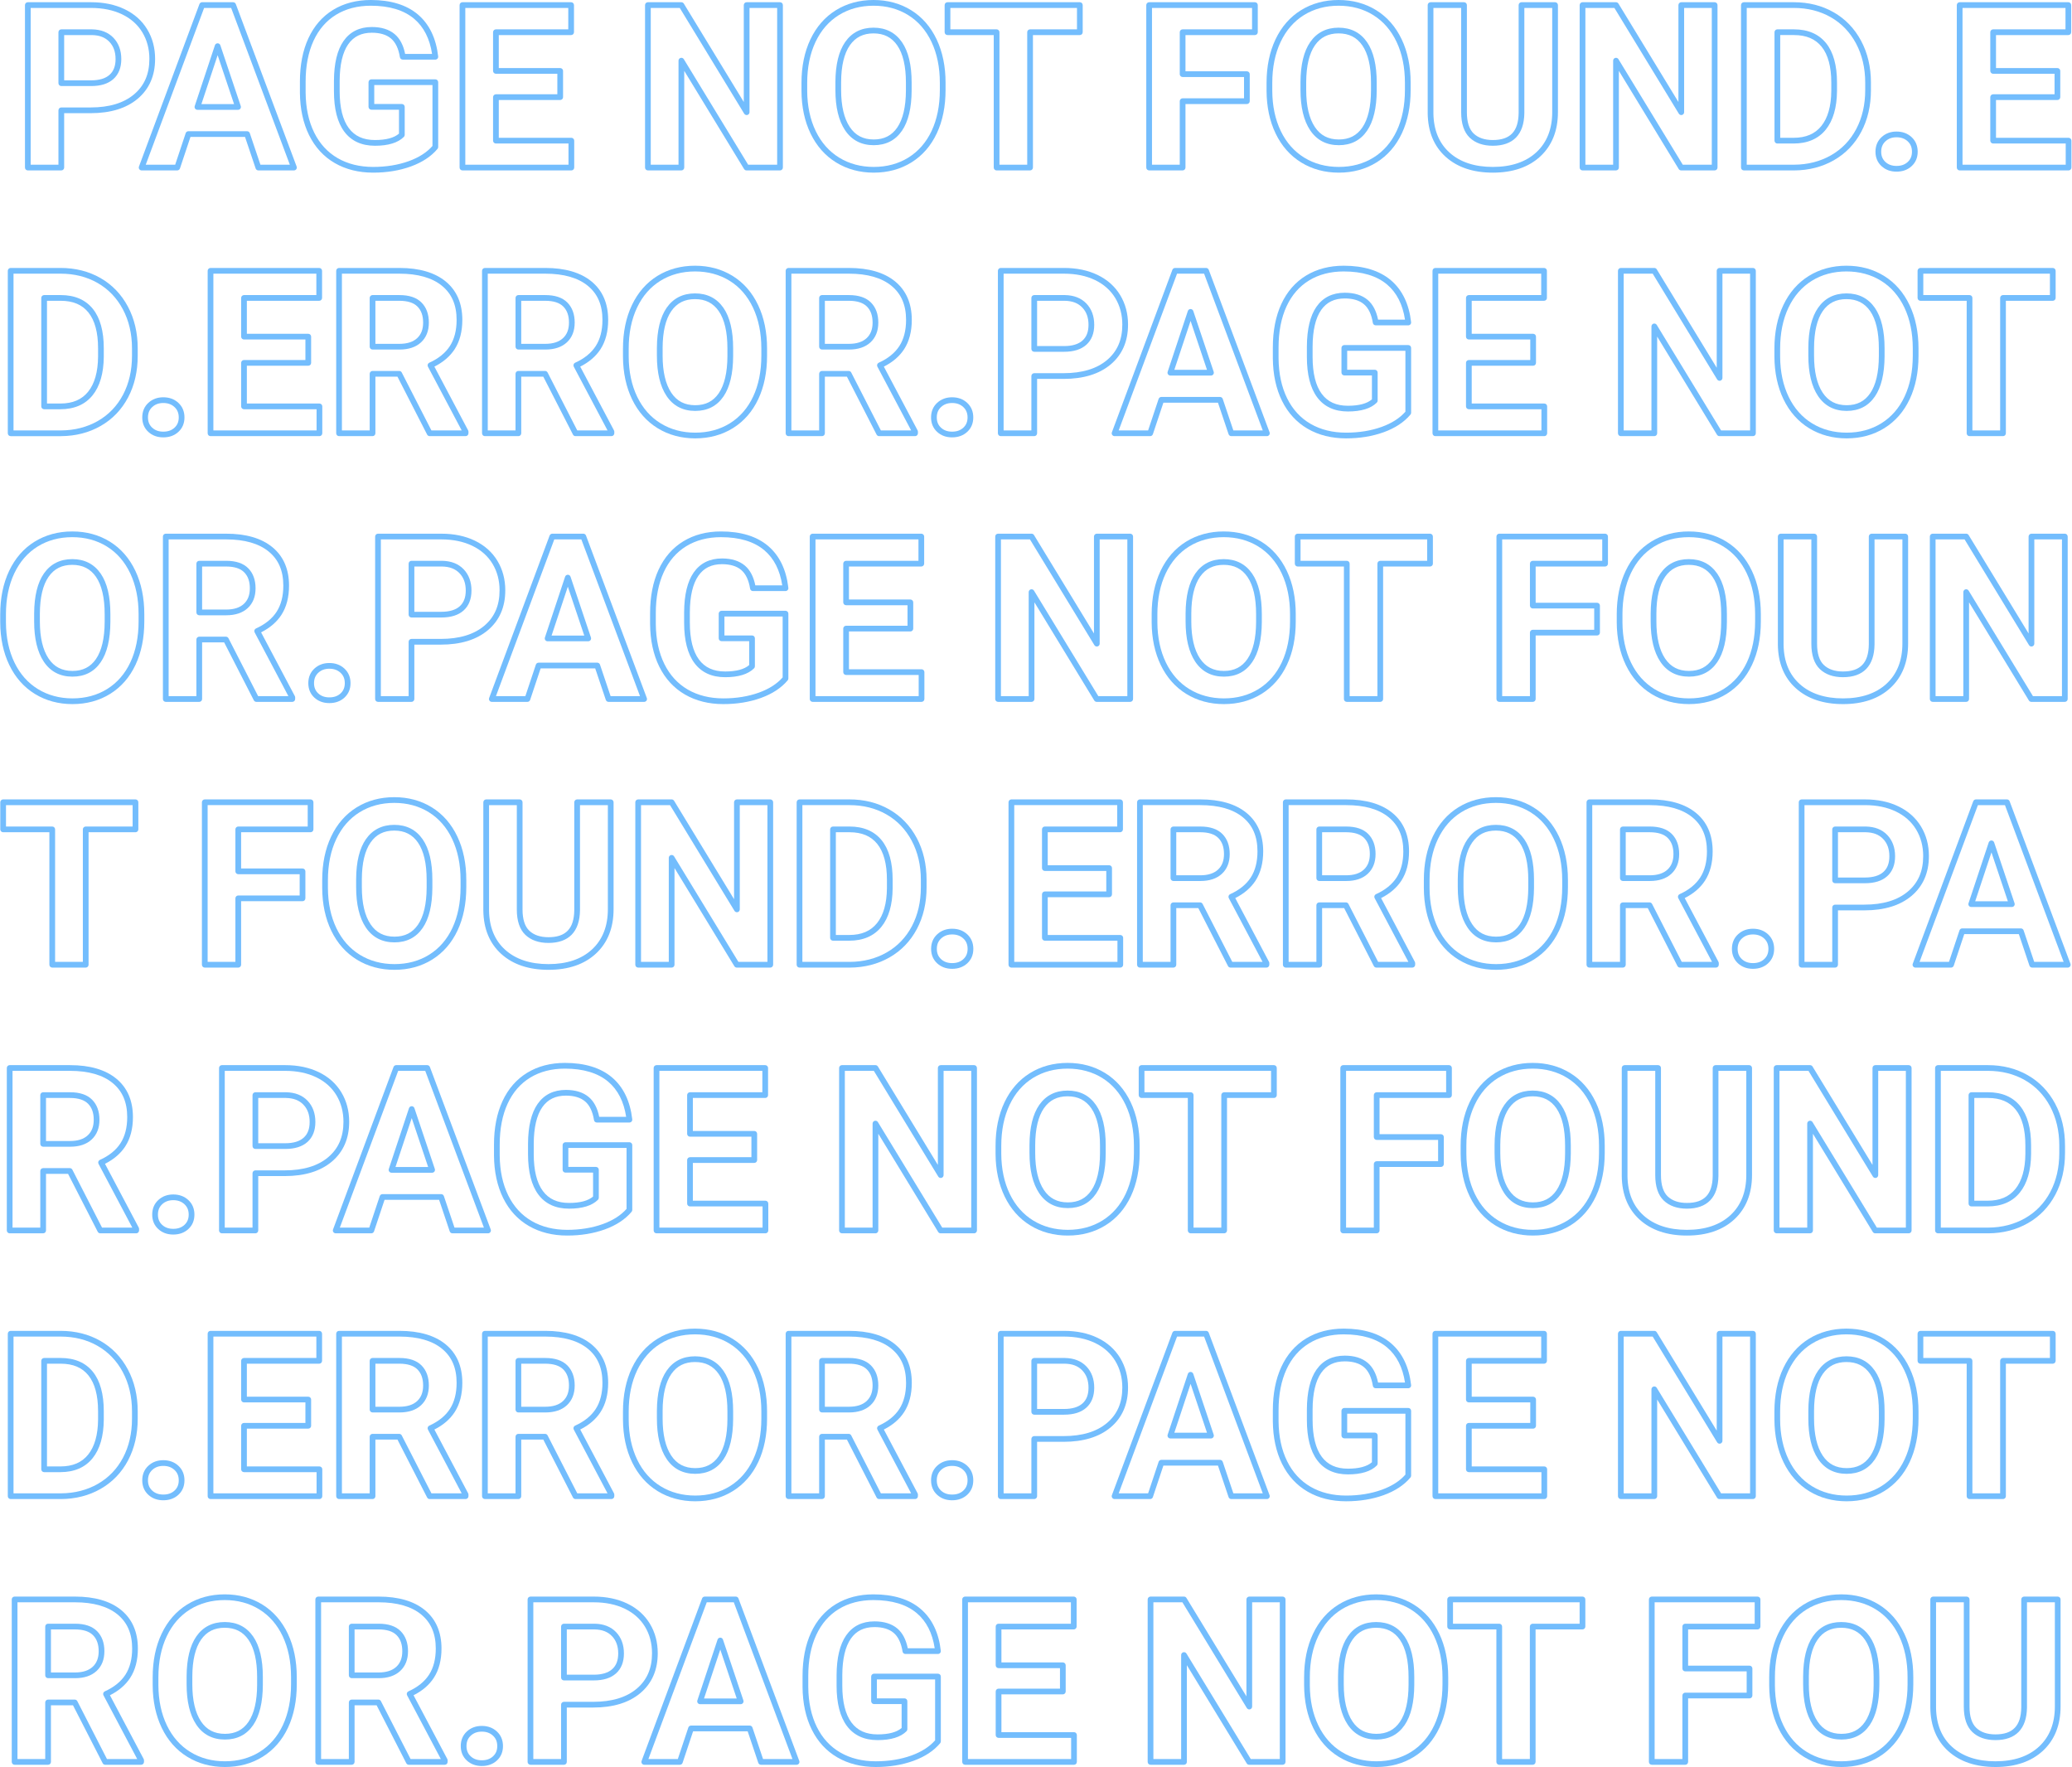 PAGE NOT FOUND.E
D.ERROR.PAGE NOT
OR.PAGE NOT FOUN
T FOUND.ERROR.PA
R.PAGE NOT FOUND
D.ERROR.PAGE NOT
ROR.PAGE NOT FOU